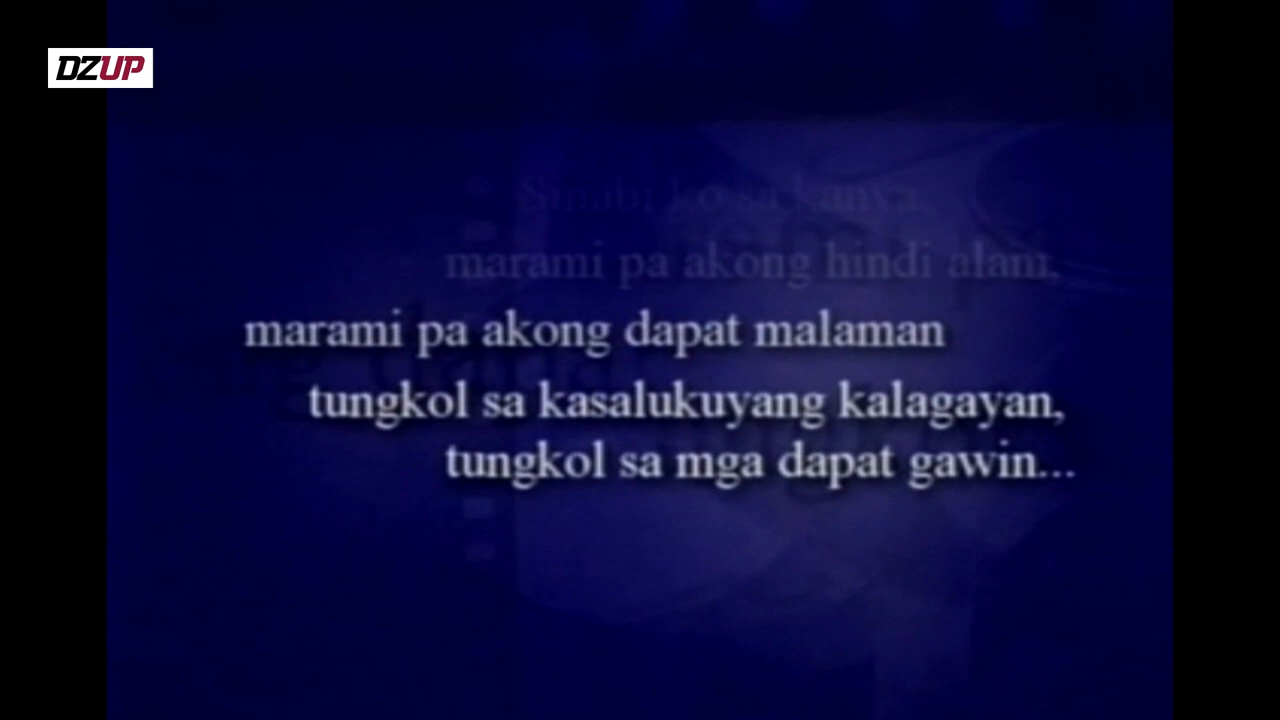 DZUP
Sinabi ko sa kanya,
marami pa akong hindi alam,
marami pa akong dapat malaman
tungkol sa kasalukuyang kalagayan,
tungkol sa mga dapat gawin...